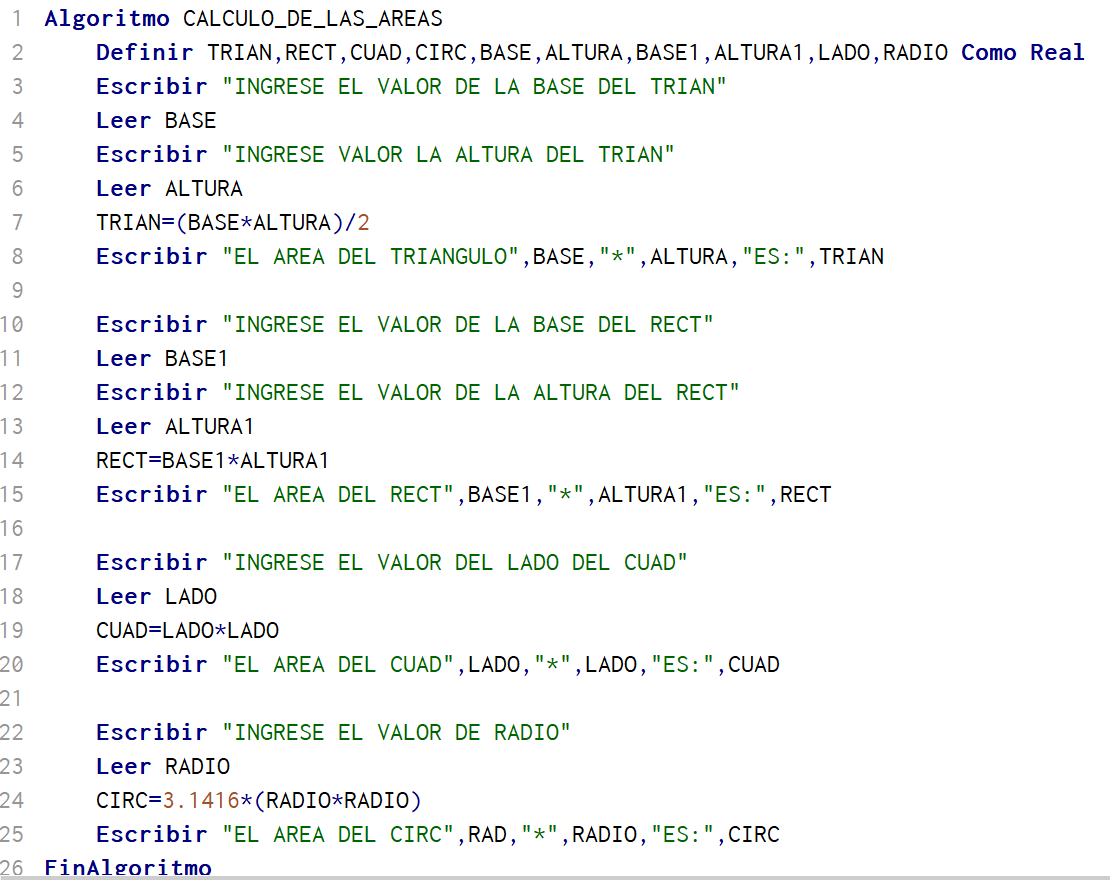 1 Algoritmo CALCULO_DE_LAS_AREAS
2 Definir TRIAN,RECT,CUAD,CIRC,BASE,ALTURA,BASE1,ALTURA1,LADO,RADIO Como Real
3 Escribir "INGRESE EL VALOR DE LA BASE DEL TRIAN"
4 Leer BASE
5 Escribir "INGRESE VALOR LA ALTURA DEL TRIAN"
6 Leer ALTURA
7 TRIAN=(BASE*ALTURA)/2
8 Escribir "EL AREA DEL TRIANGULO",BASE,"*",ALTURA,"ES:",TRIAN
9
10 Escribir "INGRESE EL VALOR DE LA BASE DEL RECT"
11 Leer BASE1
12 Escribir "INGRESE EL VALOR DE LA ALTURA DEL RECT"
13 Leer ALTURA1
14 RECT=BASE1*ALTURA1
15 Escribir "EL AREA DEL RECT",BASE1,"*",ALTURA1,"ES:",RECT
16
17 Escribir "INGRESE EL VALOR DEL LADO DEL CUAD"
18 Leer LADO
19 CUAD=LADO*LADO
20 Escribir "EL AREA DEL CUAD",LADO,"*",LADO,"ES:",CUAD
21
22 Escribir "INGRESE EL VALOR DE RADIO"
23 Leer RADIO
24 CIRC=3.1416*(RADIO*RADIO)
25 Escribir "EL AREA DEL CIRC",RAD,"*",RADIO,"ES:",CIRC
26 FinAlgoritmo